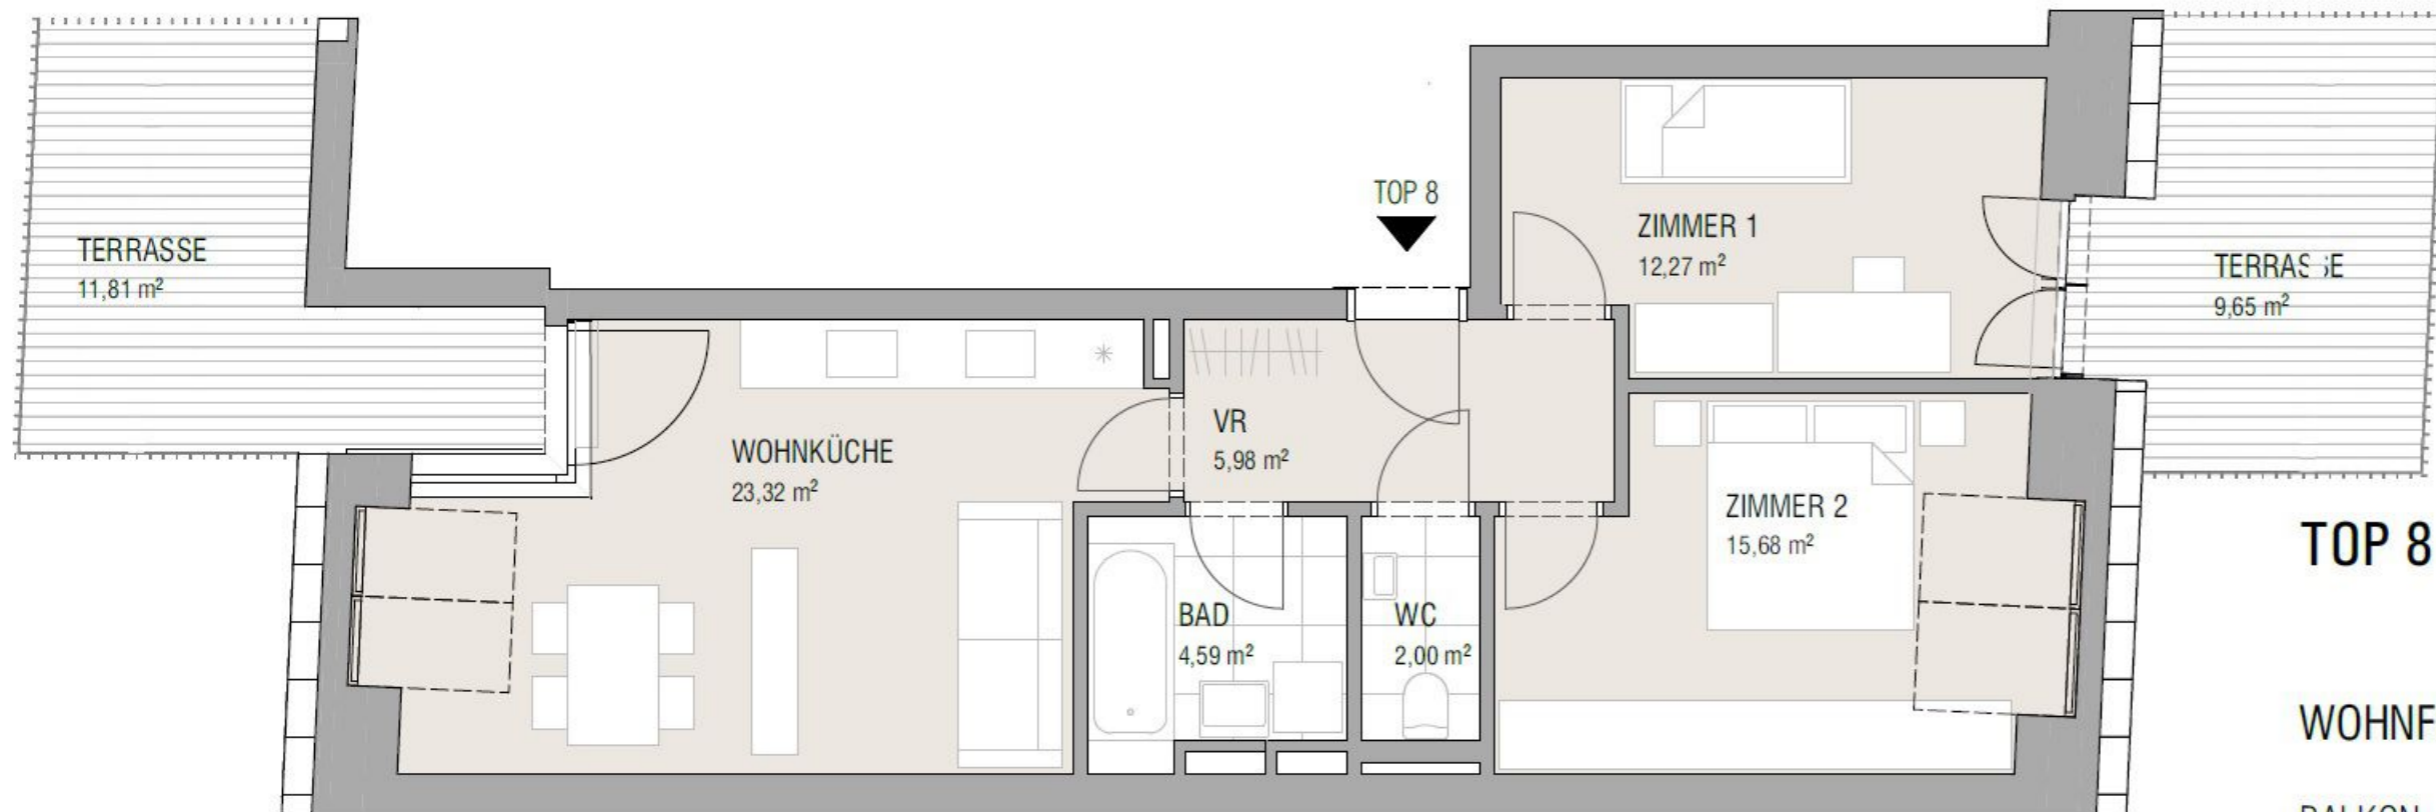 TOP 8
TERRASSE
11,81 m²
ZIMMER 1
12,27 m²
TERRASSE
9,65 m²
WOHNKÜCHE
23,32 m²
VR
5,98 m²
ZIMMER 2
15,68 m²
BAD
4,59 m²
WC
2,00 m²
TOP 8
WOHNF